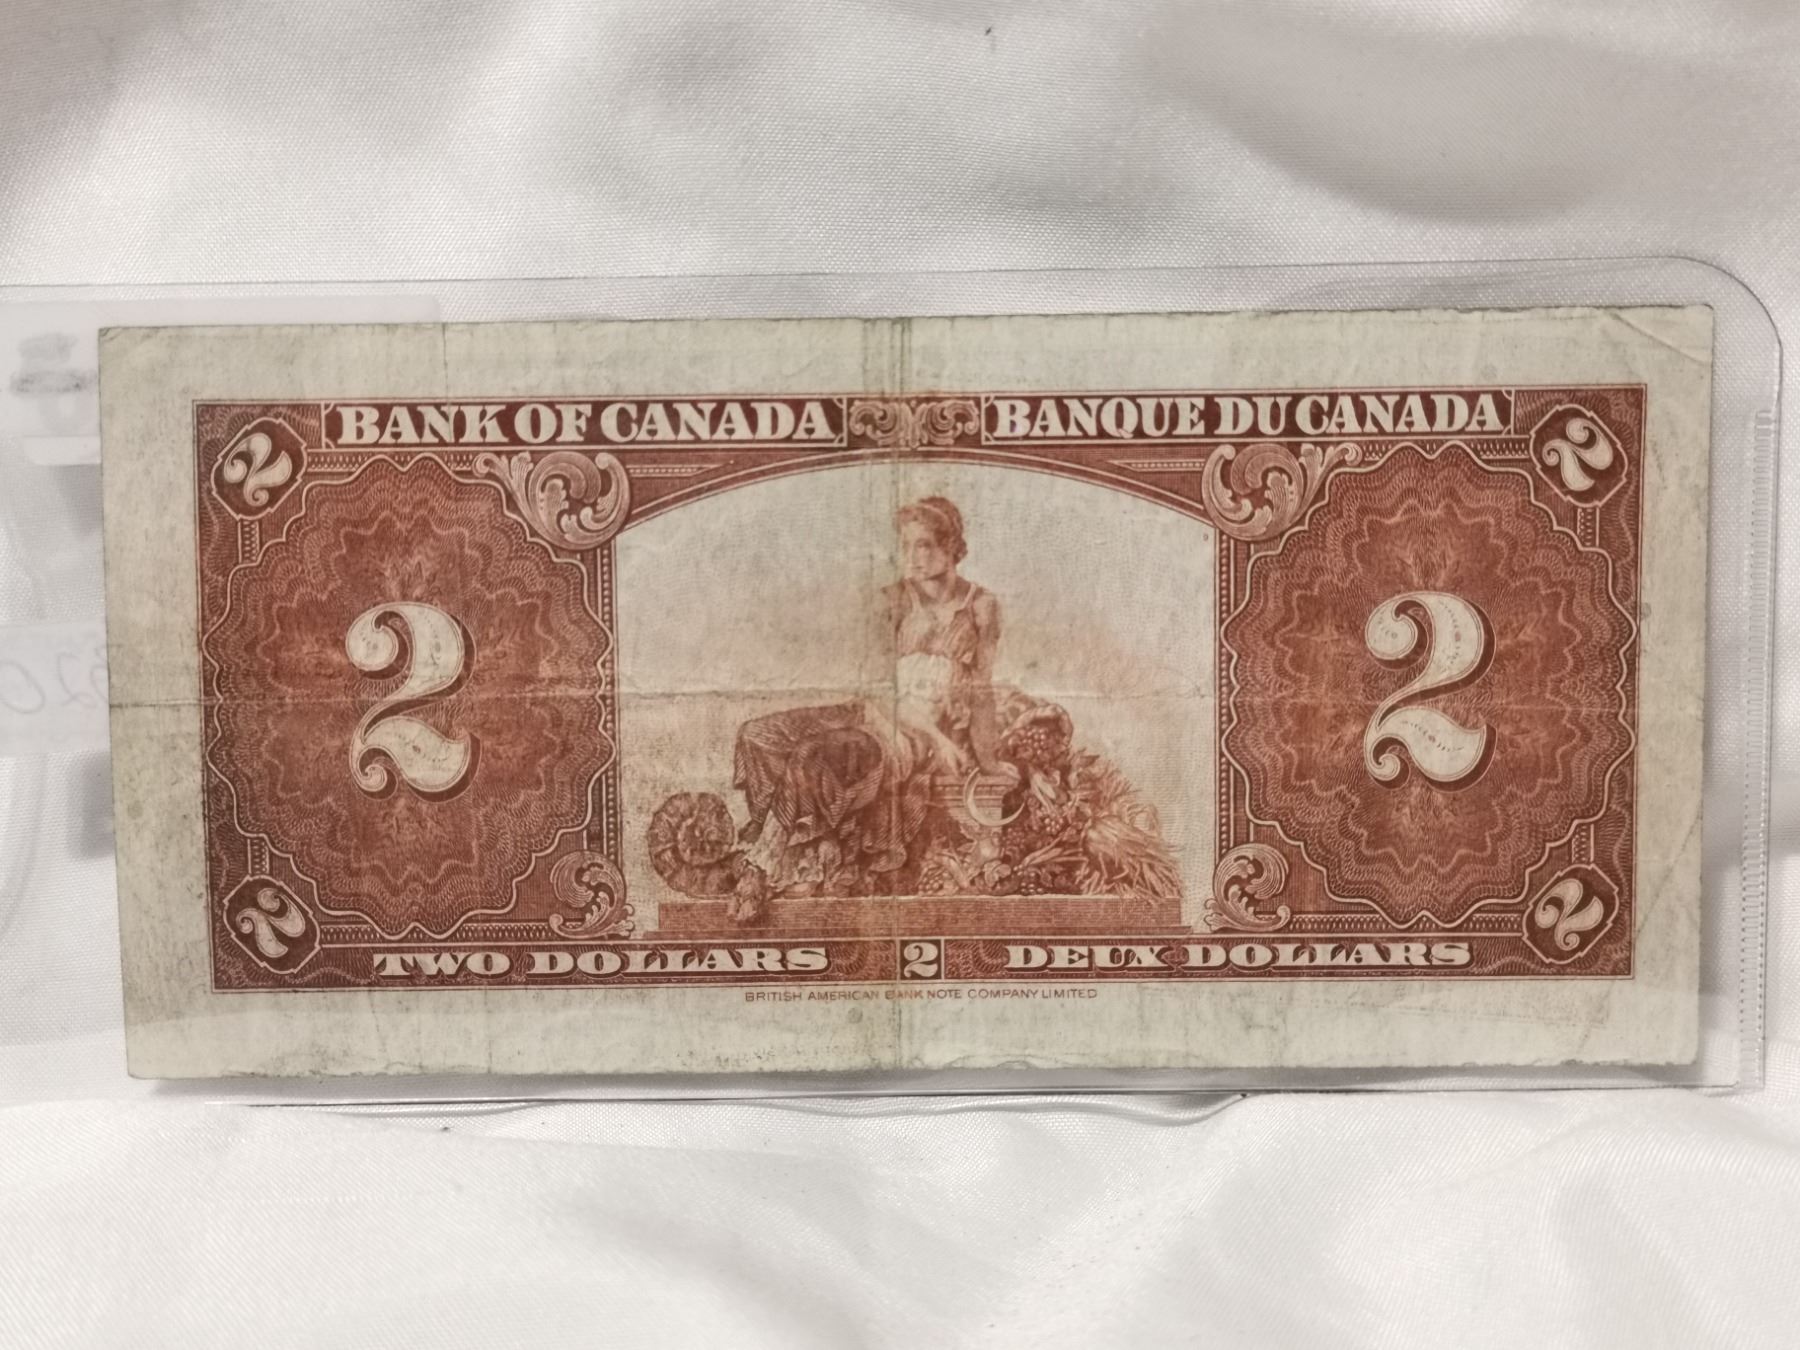 BANK OF CANADA BANQUE DU CANADA
2 2
2 2
2 2
TWO DOLLARS 2 DEUX DOLLARS
BRITISH AMERICAN BANK NOTE COMPANY LIMITED